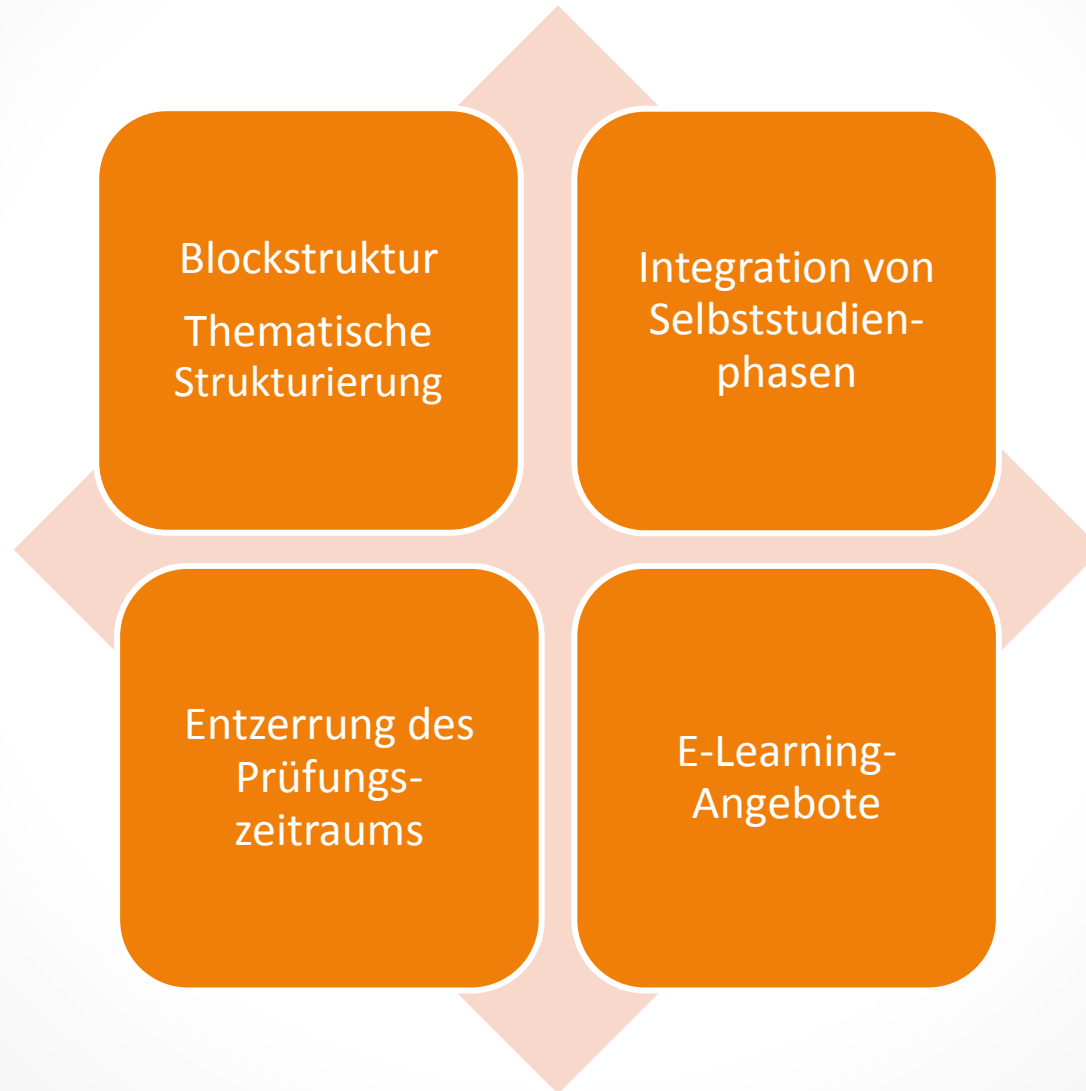 Blockstruktur
Thematische
Strukturierung
Integration von
Selbststudien-
phasen
Entzerrung des
Prüfungs-
zeitraums
E-Learning-
Angebote